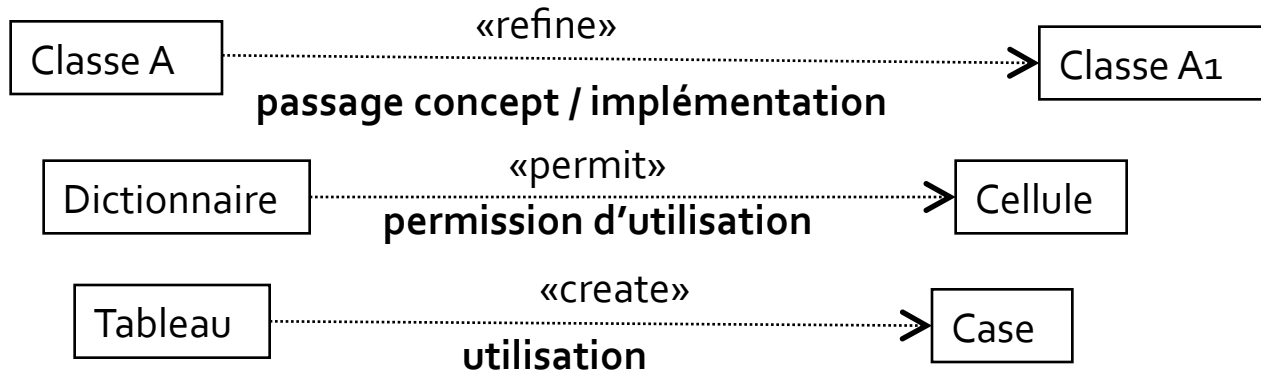 «refine»
Classe A
Classe A1
passage concept / implémentation
«permit»
Dictionnaire
Cellule
permission d’utilisation
«create»
Tableau
Case
utilisation